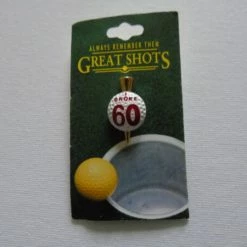 ALWAYS REMEMBER THEM
GREAT SHOTS
I
BROKE
60